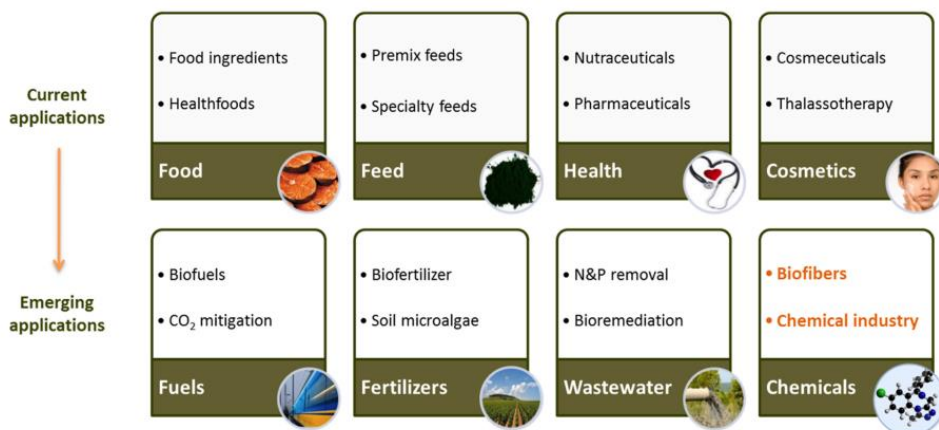 Current
applications
• Food ingredients
• Healthfoods
Food
• Premix feeds
• Specialty feeds
Feed
• Nutraceuticals
• Pharmaceuticals
Health
• Cosmeceuticals
• Thalassotherapy
Cosmetics
Emerging
applications
• Biofuels
• CO₂ mitigation
Fuels
• Biofertilizer
• Soil microalgae
Fertilizers
• N&P removal
• Bioremediation
Wastewater
• Biofibers
• Chemical industry
Chemicals